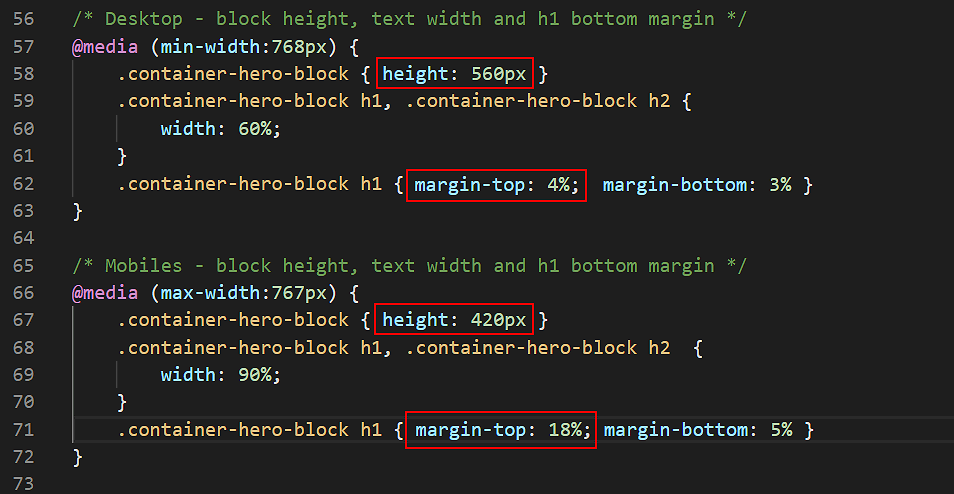 56 /* Desktop - block height, text width and h1 bottom margin */
57 @media (min-width:768px) {
58     .container-hero-block { height: 560px }
59     .container-hero-block h1, .container-hero-block h2 {
60         width: 60%;
61     }
62     .container-hero-block h1 { margin-top: 4%;  margin-bottom: 3% }
63 }
64
65 /* Mobiles - block height, text width and h1 bottom margin */
66 @media (max-width:767px) {
67     .container-hero-block { height: 420px }
68     .container-hero-block h1, .container-hero-block h2  {
69         width: 90%;
70     }
71     .container-hero-block h1 { margin-top: 18%; margin-bottom: 5% }
72 }
73